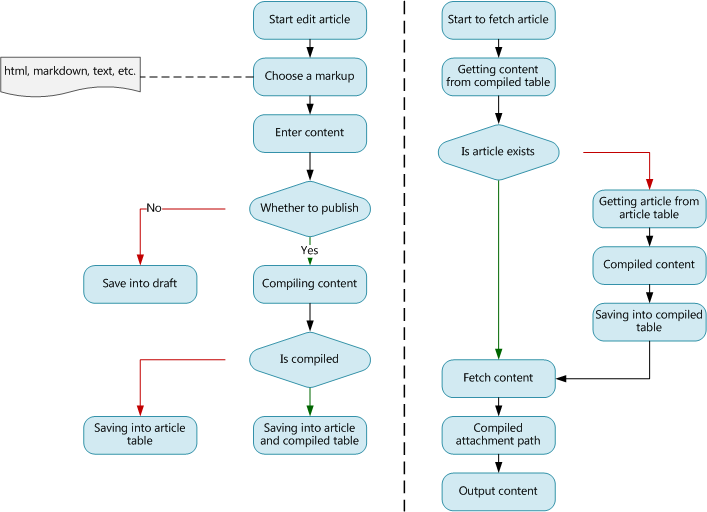 Start edit article
html, markdown, text, etc.
Choose a markup
Enter content
Whether to publish
No
Yes
Save into draft
Compiling content
Is compiled
Saving into article
table
Saving into article
and compiled table
Start to fetch article
Getting content
from compiled table
Is article exists
Getting article from
article table
Compiled content
Saving into compiled
table
Fetch content
Compiled
attachment path
Output content